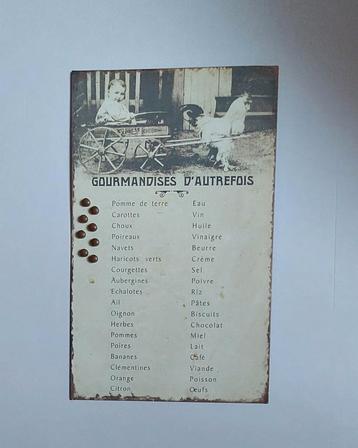 GOURMANDISES D'AUTREFOIS
Pomme de terre Eau
Carottes Vin
Choux Huile
Poireaux Vinaigre
Navets Beurre
Haricots verts Crème
Courgettes Sel
Aubergines Poivre
Echalotes Riz
Ail Pâtes
Oignon Biscuits
Herbes Chocolat
Pommes Miel
Poires Lait
Bananes Café
Clémentines Viande
Orange Poisson
Citron Œufs